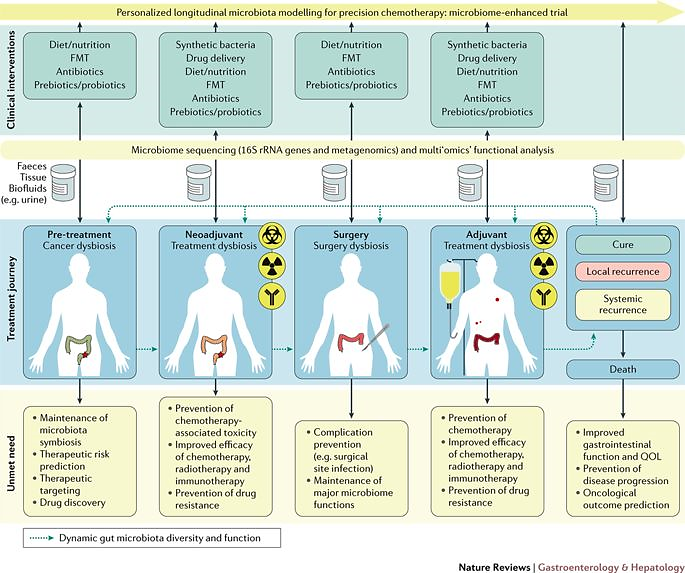 Personalized longitudinal microbiota modelling for precision chemotherapy: microbiome-enhanced trial
Clinical interventions
Diet/nutrition
FMT
Antibiotics
Prebiotics/probiotics
Synthetic bacteria
Drug delivery
Diet/nutrition
FMT
Antibiotics
Prebiotics/probiotics
Diet/nutrition
FMT
Antibiotics
Prebiotics/probiotics
Synthetic bacteria
Drug delivery
Diet/nutrition
FMT
Antibiotics
Prebiotics/probiotics
Microbiome sequencing (16S rRNA genes and metagenomics) and multi'omics' functional analysis
Faeces
Tissue
Biofluids
(e.g. urine)
Treatment journey
Pre-treatment
Cancer dysbiosis
Neoadjuvant
Treatment dysbiosis
Surgery
Surgery dysbiosis
Adjuvant
Treatment dysbiosis
Cure
Local recurrence
Systemic
recurrence
Death
Unmet need
• Maintenance of
microbiota
symbiosis
• Therapeutic risk
prediction
• Therapeutic
targeting
• Drug discovery
• Prevention of
chemotherapy-
associated toxicity
• Improved efficacy
of chemotherapy,
radiotherapy and
immunotherapy
• Prevention of drug
resistance
• Complication
prevention
(e.g. surgical
site infection)
• Maintenance of
major microbiome
functions
• Prevention of
chemotherapy
• Improved efficacy
of chemotherapy,
radiotherapy and
immunotherapy
• Prevention of drug
resistance
• Improved
gastrointestinal
function and QOL
• Prevention of
disease progression
• Oncological
outcome prediction
Dynamic gut microbiota diversity and function
Nature Reviews | Gastroenterology & Hepatology